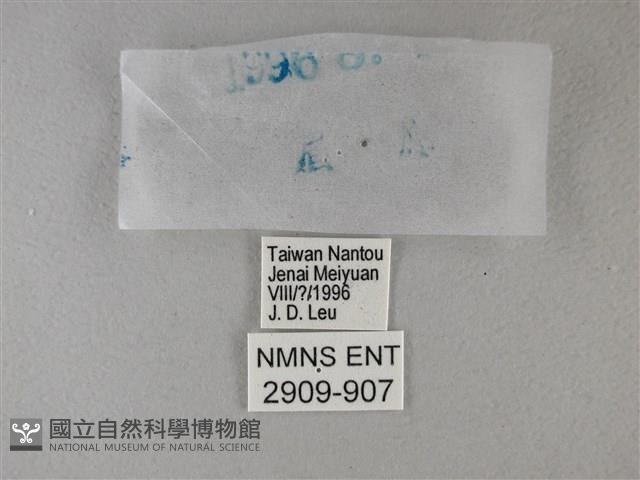 Taiwan Nantou
Jenai Meiyuan
VIII/?/1996
J. D. Leu
NMNS ENT
2909-907
國立自然科學博物館
NATIONAL MUSEUM OF NATURAL SCIENCE